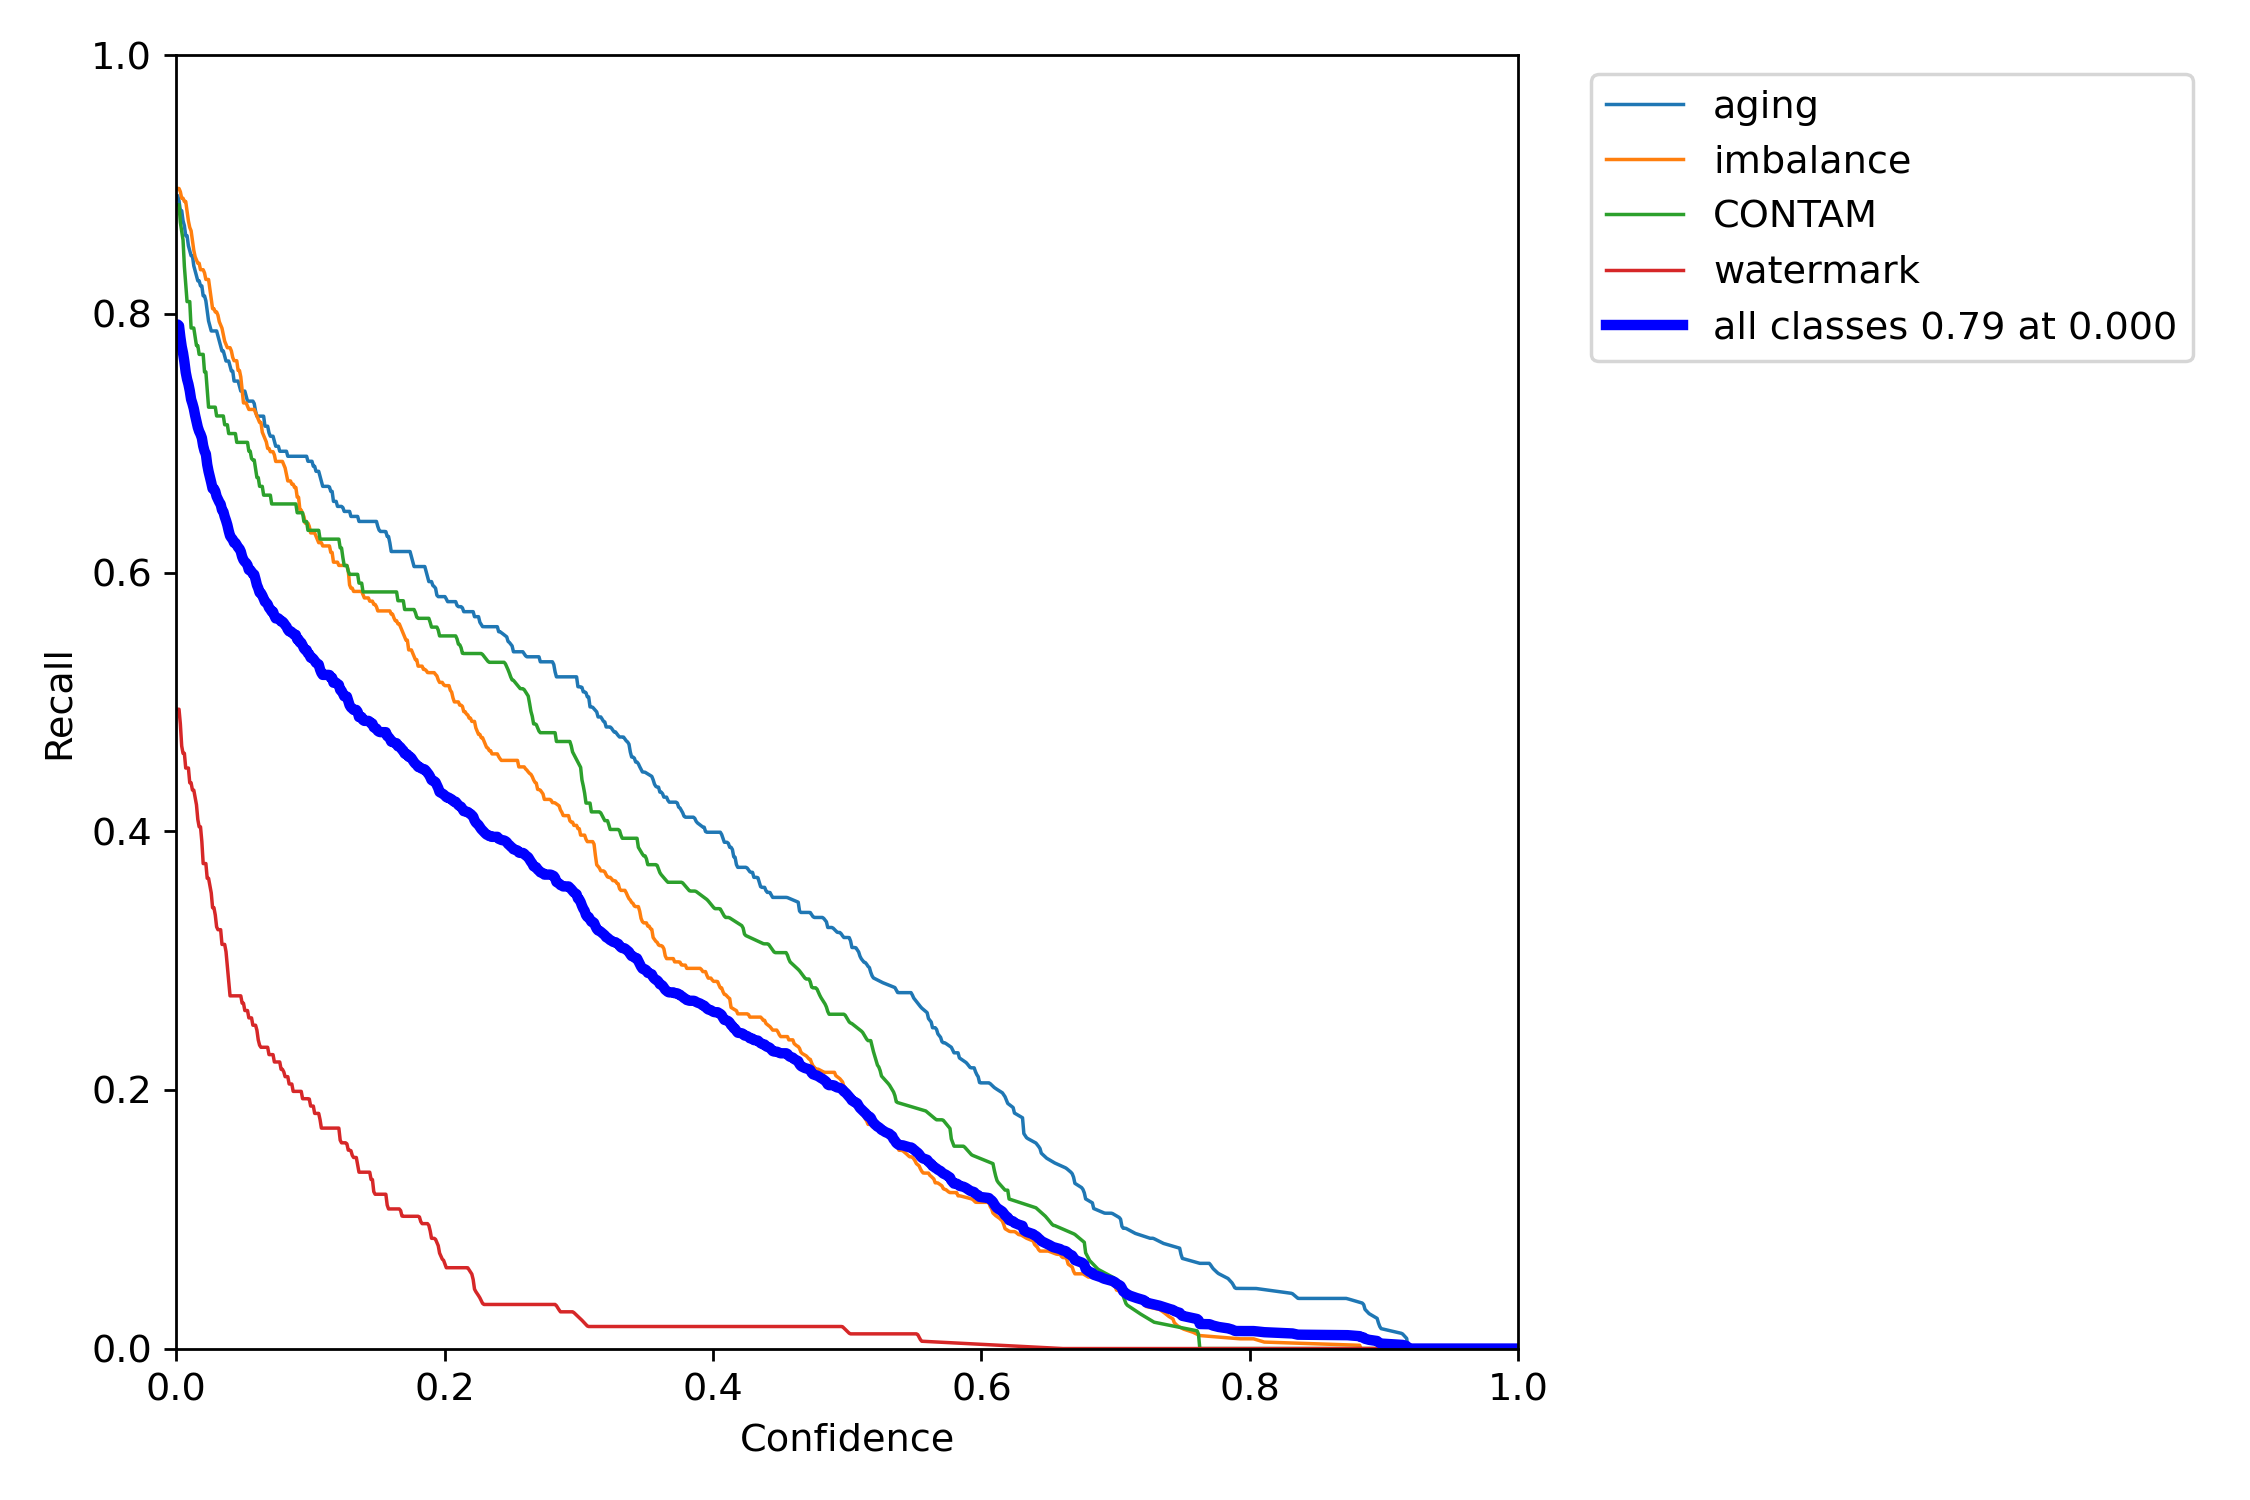 1.0
0.8
0.6
0.4
0.2
0.0
Recall
0.0 0.2 0.4 0.6 0.8 1.0
Confidence
aging
imbalance
CONTAM
watermark
all classes 0.79 at 0.000